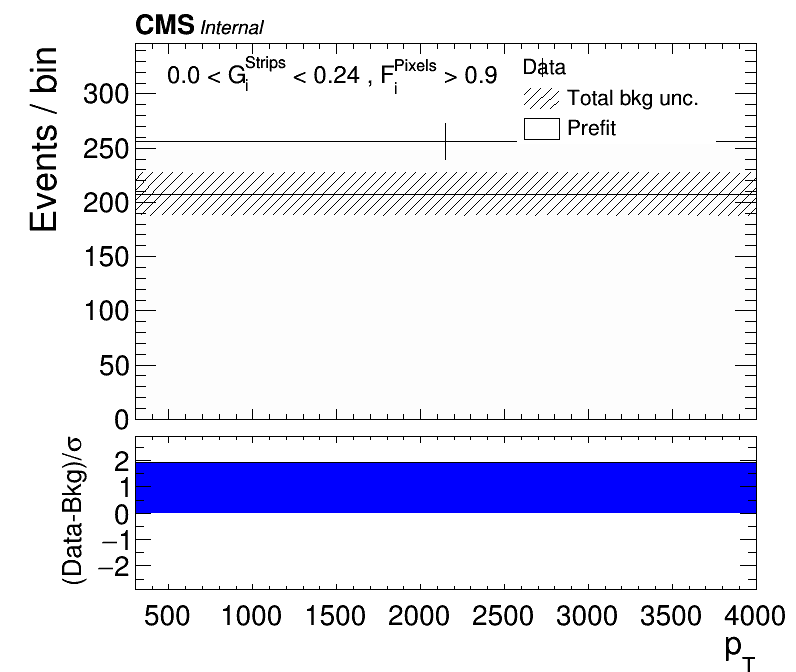 CMS Internal
0.0 < G_i^Strips < 0.24 , F_i^Pixels > 0.9
Data
Total bkg unc.
Prefit
Events / bin
300
250
200
150
100
50
0
(Data-Bkg)/σ
2
1
0
−1
−2
500 1000 1500 2000 2500 3000 3500 4000
p_T